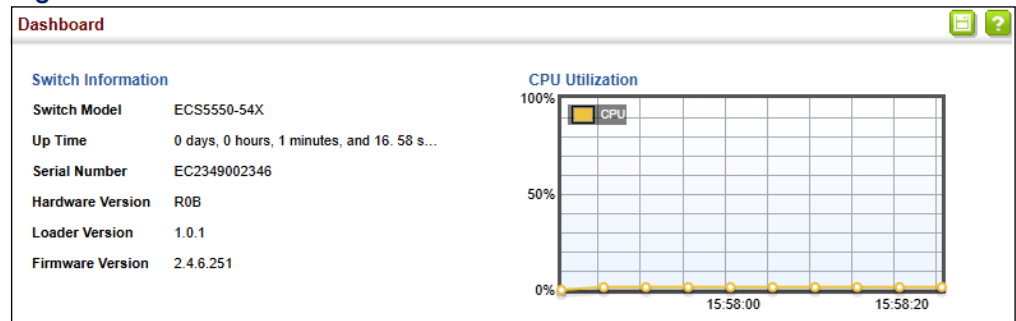 Dashboard
?
Switch Information
Switch Model ECS5550-54X
Up Time 0 days, 0 hours, 1 minutes, and 16. 58 s...
Serial Number EC2349002346
Hardware Version R0B
Loader Version 1.0.1
Firmware Version 2.4.6.251
CPU Utilization
100%
CPU
50%
0%
15:58:00 15:58:20